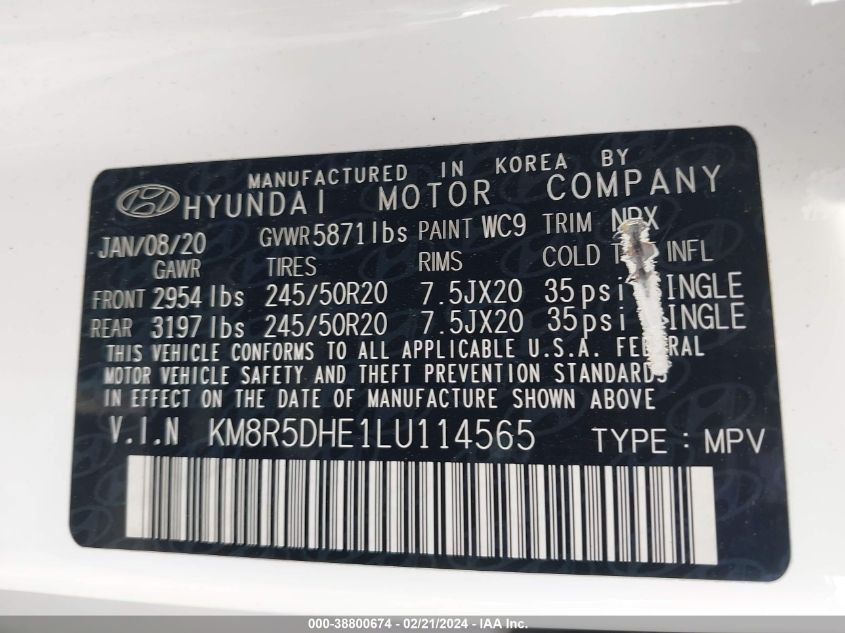 MANUFACTURED IN KOREA BY
HYUNDAI MOTOR COMPANY
JAN/08/20 GVWR 5871lbs PAINT WC9 TRIM
GAWR TIRES RIMS COLD INFL
FRONT 2954 lbs 245/50R20 7.5JX20 35 psi INGLE
REAR 3197 lbs 245/50R20 7.5JX20 35 psi INGLE
THIS VEHICLE CONFORMS TO ALL APPLICABLE U.S.A. FEDERAL
MOTOR VEHICLE SAFETY AND THEFT PREVENTION STANDARDS
IN EFFECT ON THE DATE OF MANUFACTURE SHOWN ABOVE.
V.I.N KM8R5DHE1LU114565 TYPE : MPV
000-38800674 - 02/21/2024 - © IAA Inc.